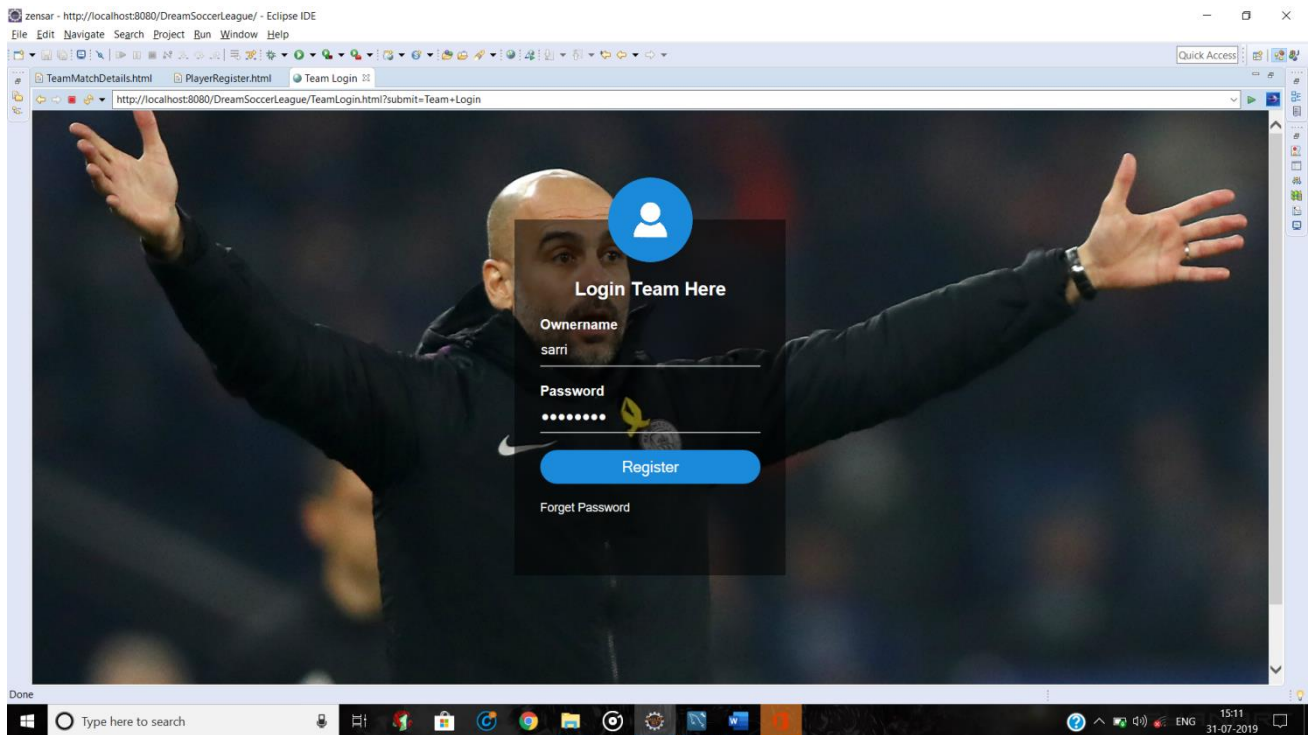 zensar - http://localhost:8080/DreamSoccerLeague/ - Eclipse IDE
File Edit Navigate Search Project Run Window Help
Quick Access
TeamMatchDetails.html PlayerRegister.html Team Login
http://localhost:8080/DreamSoccerLeague/TeamLogin.html?submit=Team+Login
Login Team Here
Ownername
sarri
Password
Register
Forget Password
Done
Type here to search
ENG
15:11
31-07-2019